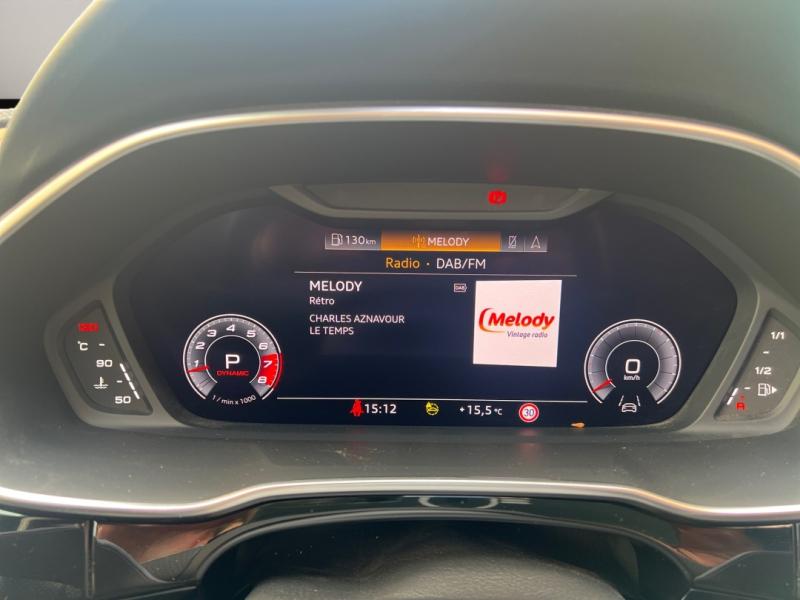 130 km MELODY
Radio · DAB/FM
MELODY DAB
Rétro
CHARLES AZNAVOUR
LE TEMPS
Melody
Vintage radio
1 2 3 4 5 6 7 8
P
DYNAMIC
1 / min x 1000
0
km/h
°C
90
50
1/1
1/2
A
15:12 +15,5 °C 30